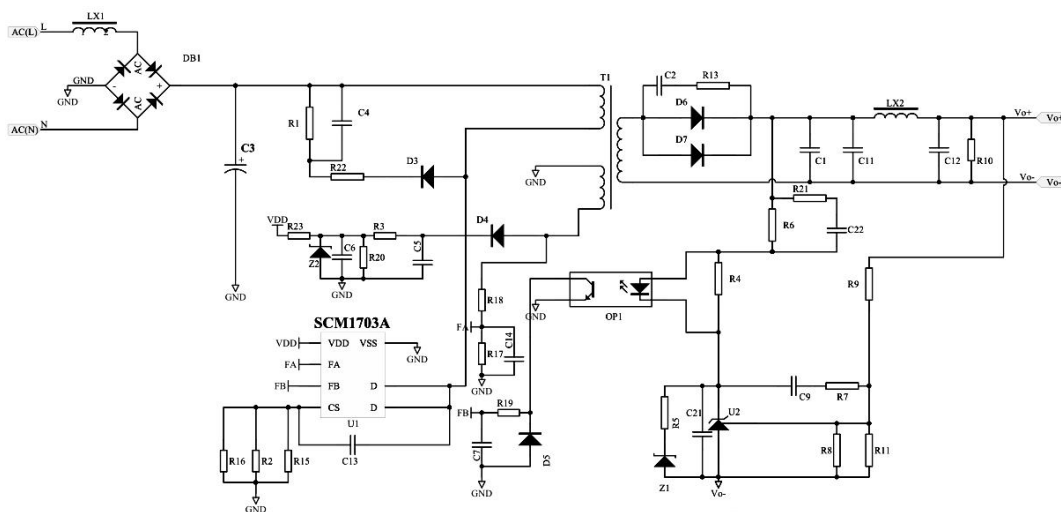 LX1
AC(L) L
DB1
AC
GND - +
GND
AC
AC(N) N
T1
C2 R13
D6
D7
LX2
Vo+ Vo+
C1 C11 C12 R10
Vo-
R1 C4
C3 +
R22 D3
GND
R21
R6
C22
VDD
R23 R3 D4
Z2 C6 R20 C5
GND
GND
R4
R9
GND OP1
R18
SCM1703A
FA
C14
R17
GND
VDD VDD VSS GND
FA FA
FB FB D
CS D
U1
C13
R16 R2 R15
GND
FB R19
C7 D5
GND
C9 R7
R5 C21 U2
R8 R11
Z1
Vo-